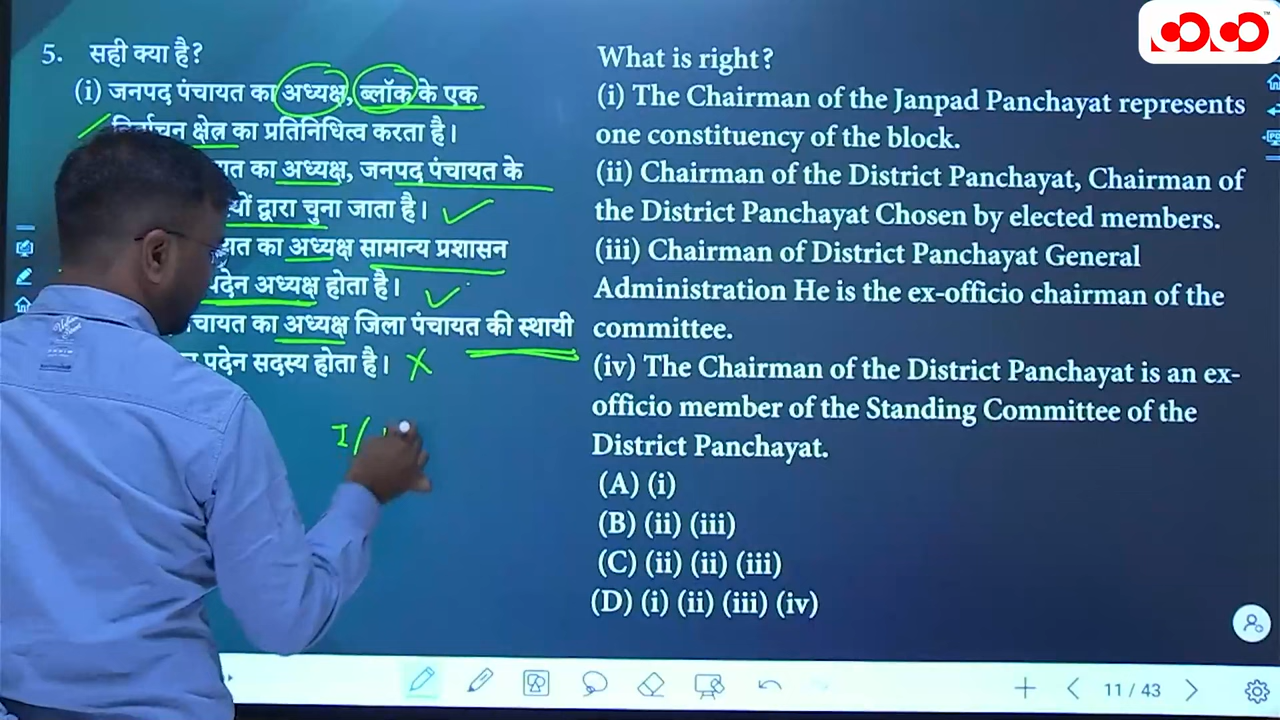 5. सही क्या है?
(i) जनपद पंचायत का अध्यक्ष, ब्लॉक के एक
निर्वाचन क्षेत्र का प्रतिनिधित्व करता है।
का अध्यक्ष, जनपद पंचायत के
द्वारा चुना जाता है।
का अध्यक्ष सामान्य प्रशासन
पदेन अध्यक्ष होता है।
का अध्यक्ष जिला पंचायत की स्थायी
पदेन सदस्य होता है।
I/
What is right?
(i) The Chairman of the Janpad Panchayat represents
one constituency of the block.
(ii) Chairman of the District Panchayat, Chairman of
the District Panchayat Chosen by elected members.
(iii) Chairman of District Panchayat General
Administration He is the ex-officio chairman of the
committee.
(iv) The Chairman of the District Panchayat is an ex-
officio member of the Standing Committee of the
District Panchayat.
(A) (i)
(B) (ii) (iii)
(C) (ii) (ii) (iii)
(D) (i) (ii) (iii) (iv)
11 / 43